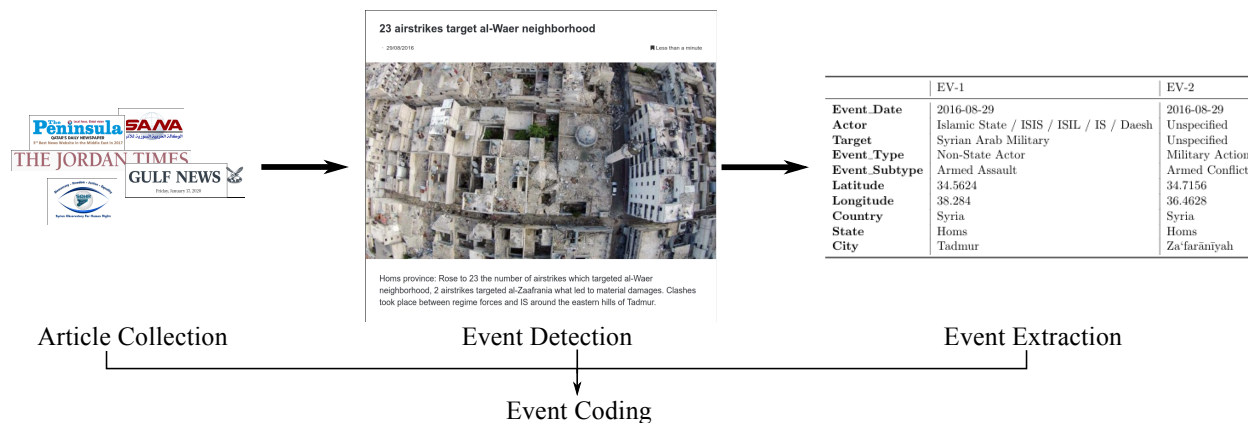 The
Peninsula
QATAR'S DAILY NEWSPAPER
SANA
THE JORDAN TIMES
GULF NEWS
Friday, January 17, 2020
SOHR
Syrian Observatory For Human Right
23 airstrikes target al-Waer neighborhood
29/08/2016 Less than a minute
Homs province: Rose to 23 the number of airstrikes which targeted al-Waer
neighborhood, 2 airstrikes targeted al-Zaafrania what led to material damages. Clashes
took place between regime forces and IS around the eastern hills of Tadmur.
EV-1 EV-2
Event_Date 2016-08-29 2016-08-29
Actor Islamic State / ISIS / ISIL / IS / Daesh Unspecified
Target Syrian Arab Military Unspecified
Event_Type Non-State Actor Military Action
Event_Subtype Armed Assault Armed Conflict
Latitude 34.5624 34.7156
Longitude 38.284 36.4628
Country Syria Syria
State Homs Homs
City Tadmur Za‘farānīyah
Article Collection Event Detection Event Extraction
Event Coding